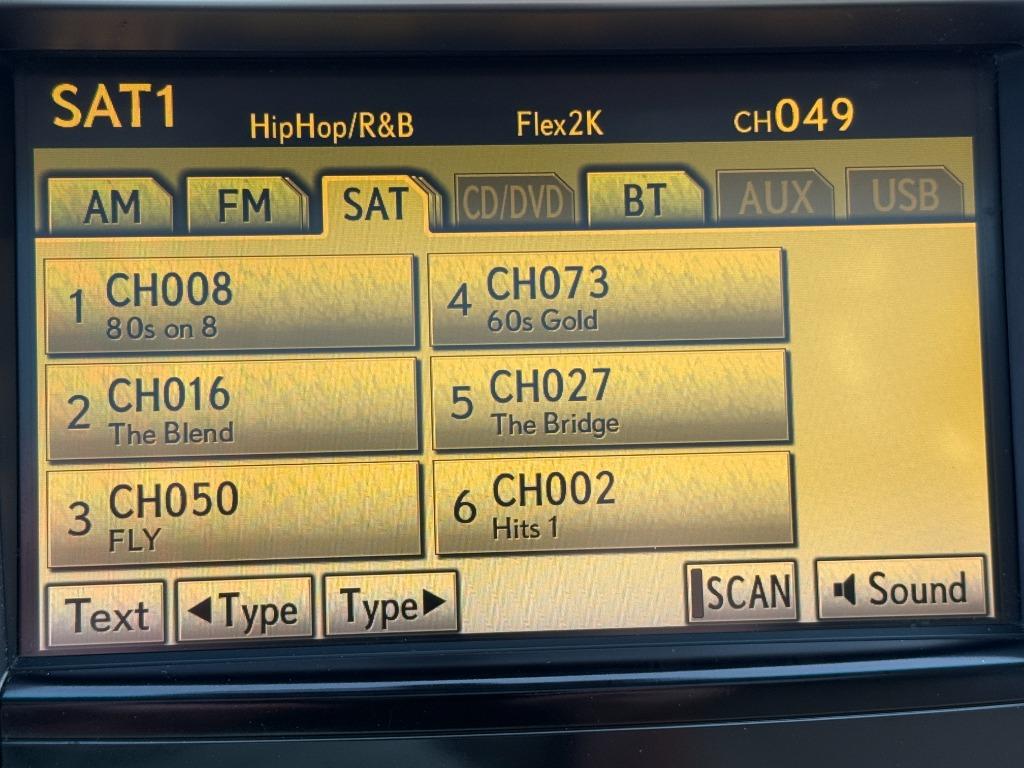 SAT1 HipHop/R&B Flex2K CH049
AM FM SAT CD/DVD BT AUX USB
1 CH008
80s on 8
2 CH016
The Blend
3 CH050
FLY
4 CH073
60s Gold
5 CH027
The Bridge
6 CH002
Hits 1
Text ◀Type Type▶ SCAN Sound